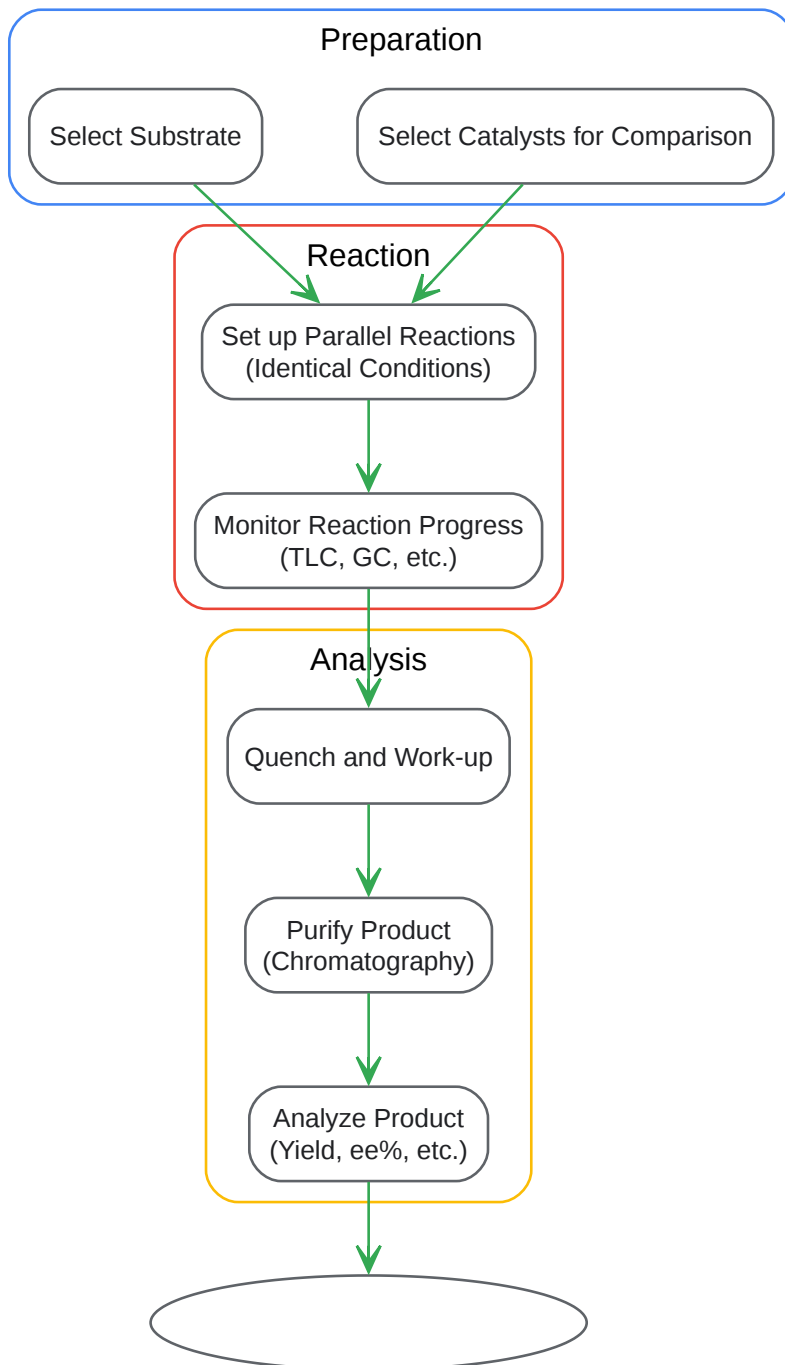 Preparation
Select Substrate
Select Catalysts for Comparison
Reaction
Set up Parallel Reactions
(Identical Conditions)
Monitor Reaction Progress
(TLC, GC, etc.)
Analysis
Quench and Work-up
Purify Product
(Chromatography)
Analyze Product
(Yield, ee%, etc.)